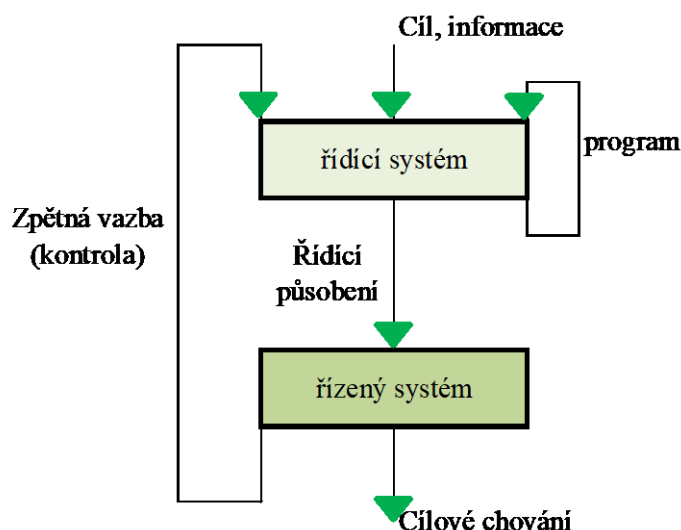 Cíl, informace
řídící systém
program
Zpětná vazba
(kontrola)
Řídící
působení
řízený systém
Cílové chování